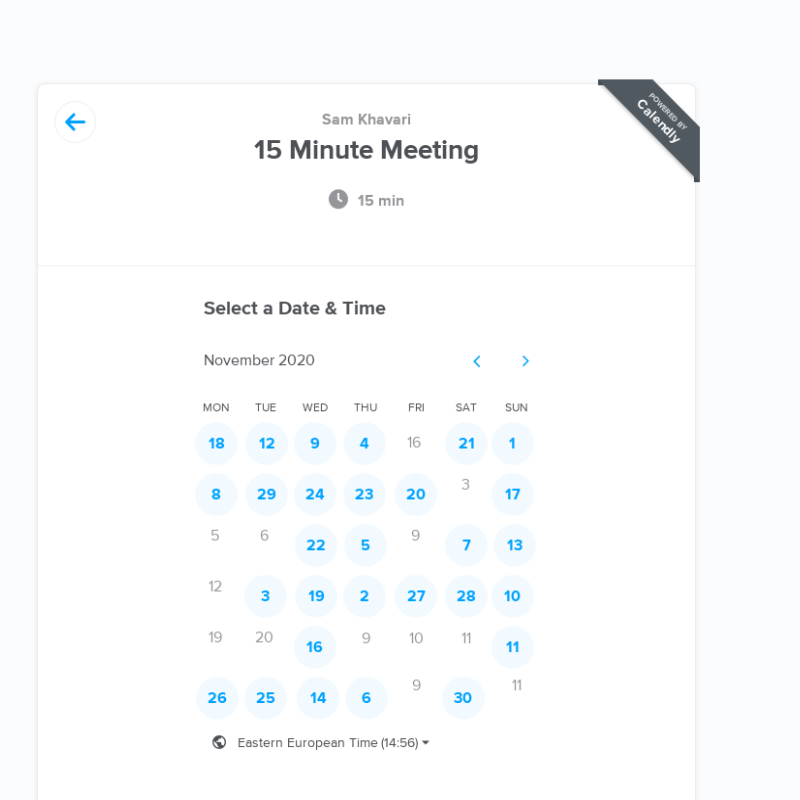 POWERED BY
Calendly
Sam Khavari
15 Minute Meeting
15 min
Select a Date & Time
November 2020
MON TUE WED THU FRI SAT SUN
18 12 9 4 16 21 1
8 29 24 23 20 3 17
5 6 22 5 9 7 13
12 3 19 2 27 28 10
19 20 16 9 10 11 11
26 25 14 6 9 30 11
Eastern European Time (14:56)